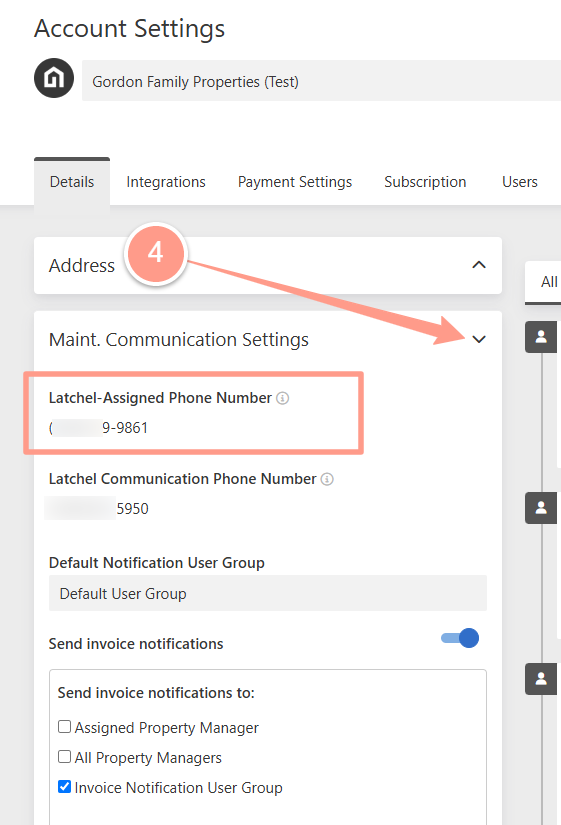 Account Settings
Gordon Family Properties (Test)
Details Integrations Payment Settings Subscription Users
4
Address
All
Maint. Communication Settings
Latchel-Assigned Phone Number
( 9-9861
Latchel Communication Phone Number
5950
Default Notification User Group
Default User Group
Send invoice notifications
Send invoice notifications to:
Assigned Property Manager
All Property Managers
Invoice Notification User Group